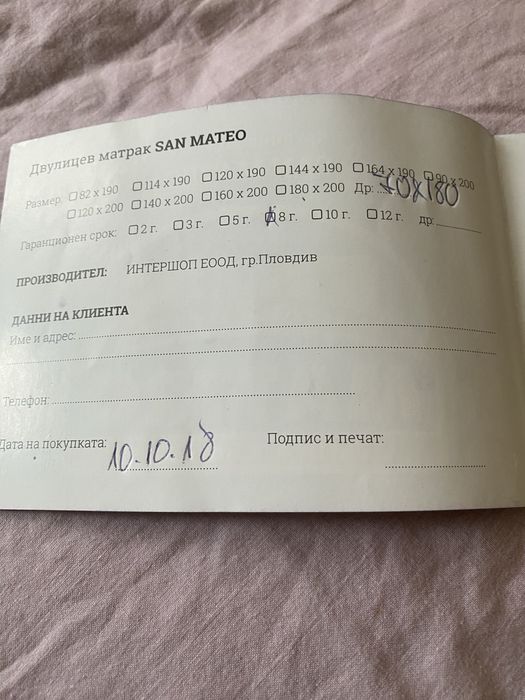 Двулицев матрак SAN MATEO
Размер: 82 x 190 114 x 190 120 x 190 144 x 190 164 x 190 90 x 200
120 x 200 140 x 200 160 x 200 180 x 200 Др: 70x180
Гаранционен срок: 2 г. 3 г. 5 г. 8 г. 10 г. 12 г. др:
ПРОИЗВОДИТЕЛ: ИНТЕРШОП ЕООД, гр.Пловдив
ДАННИ НА КЛИЕНТА
Име и адрес:
Телефон:
Дата на покупката: 10.10.18 Подпис и печат: